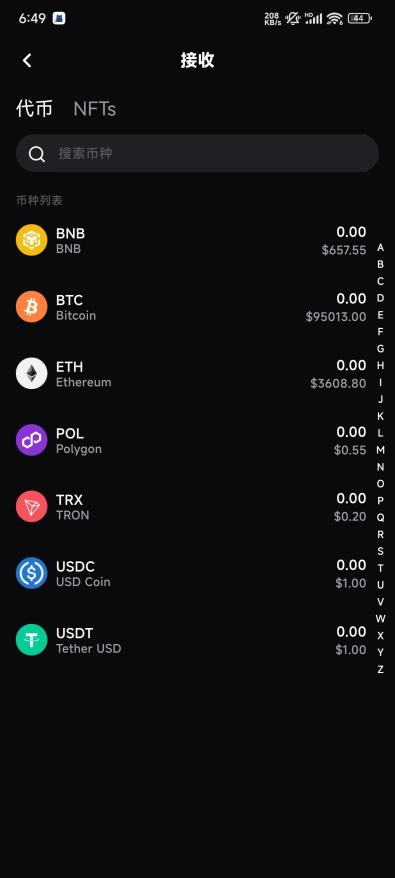 6:49
208 KB/s HD 44
接收
代币 NFTs
搜索币种
币种列表
BNB 0.00
BNB $657.55
BTC 0.00
Bitcoin $95013.00
ETH 0.00
Ethereum $3608.80
POL 0.00
Polygon $0.55
TRX 0.00
TRON $0.20
USDC 0.00
USD Coin $1.00
USDT 0.00
Tether USD $1.00
A
B
C
D
E
F
G
H
I
J
K
L
M
N
O
P
Q
R
S
T
U
V
W
X
Y
Z